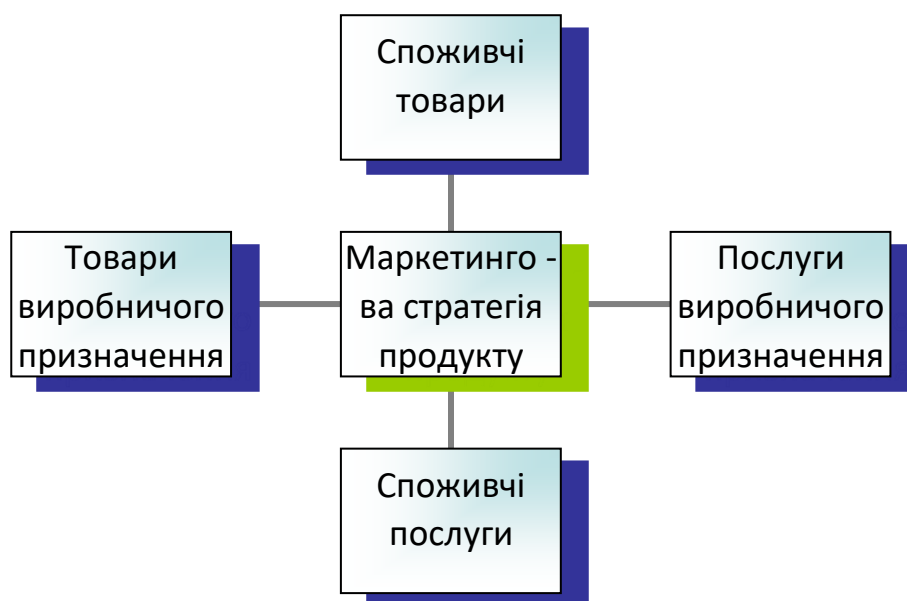 Споживчі
товари
Товари
виробничого
призначення
Маркетинго -
ва стратегія
продукту
Послуги
виробничого
призначення
Споживчі
послуги